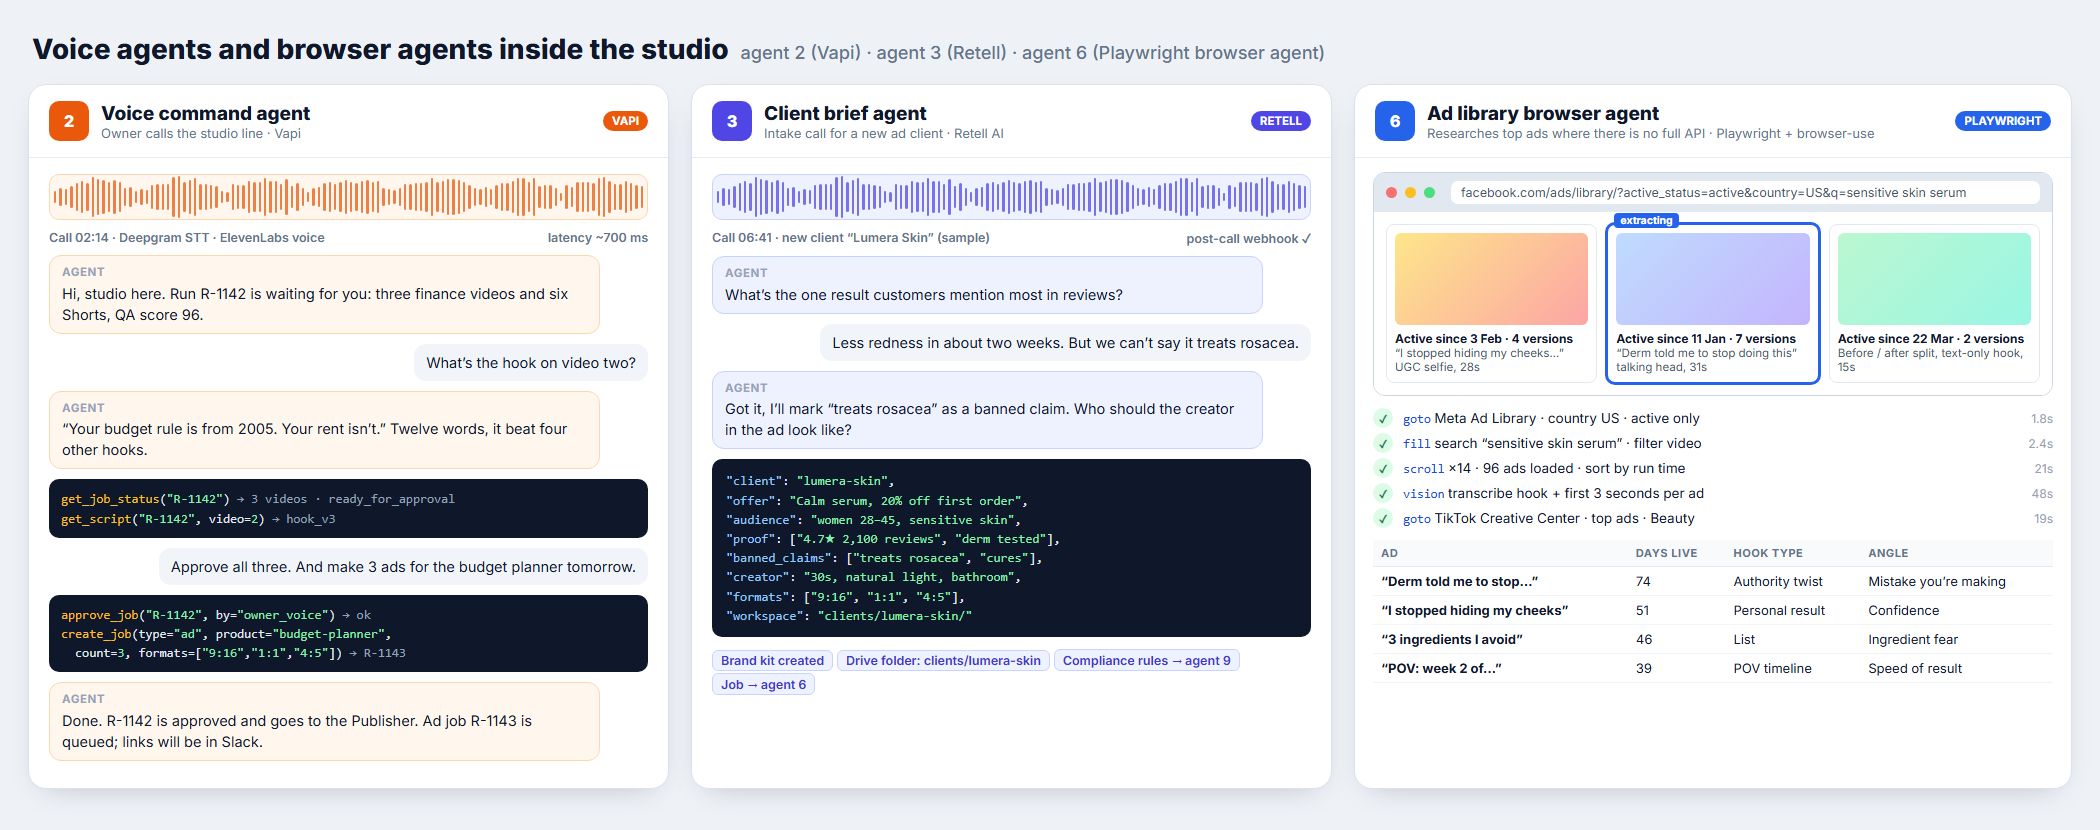 Voice agents and browser agents inside the studio agent 2 (Vapi) · agent 3 (Retell) · agent 6 (Playwright browser agent)
2
Voice command agent
Owner calls the studio line · Vapi
VAPI
Call 02:14 · Deepgram STT · ElevenLabs voice
latency ~700 ms
AGENT
Hi, studio here. Run R-1142 is waiting for you: three finance videos and six
Shorts, QA score 96.
What’s the hook on video two?
AGENT
“Your budget rule is from 2005. Your rent isn’t.” Twelve words, it beat four
other hooks.
get_job_status("R-1142") → 3 videos · ready_for_approval
get_script("R-1142", video=2) → hook_v3
Approve all three. And make 3 ads for the budget planner tomorrow.
approve_job("R-1142", by="owner_voice") → ok
create_job(type="ad", product="budget-planner",
count=3, formats=["9:16","1:1","4:5"]) → R-1143
AGENT
Done. R-1142 is approved and goes to the Publisher. Ad job R-1143 is
queued; links will be in Slack.
3
Client brief agent
Intake call for a new ad client · Retell AI
RETELL
Call 06:41 · new client “Lumera Skin” (sample)
post-call webhook ✓
AGENT
What’s the one result customers mention most in reviews?
Less redness in about two weeks. But we can’t say it treats rosacea.
AGENT
Got it, I’ll mark “treats rosacea” as a banned claim. Who should the creator
in the ad look like?
"client": "lumera-skin",
"offer": "Calm serum, 20% off first order",
"audience": "women 28–45, sensitive skin",
"proof": ["4.7★ 2,100 reviews", "derm tested"],
"banned_claims": ["treats rosacea", "cures"],
"creator": "30s, natural light, bathroom",
"formats": ["9:16", "1:1", "4:5"],
"workspace": "clients/lumera-skin/"
Brand kit created
Drive folder: clients/lumera-skin
Compliance rules → agent 9
Job → agent 6
6
Ad library browser agent
Researches top ads where there is no full API · Playwright + browser-use
PLAYWRIGHT
facebook.com/ads/library/?active_status=active&country=US&q=sensitive skin serum
extracting
Active since 3 Feb · 4 versions
“I stopped hiding my cheeks…”
UGC selfie, 28s
Active since 11 Jan · 7 versions
“Derm told me to stop doing this”
talking head, 31s
Active since 22 Mar · 2 versions
Before / after split, text-only hook,
15s
✓ goto Meta Ad Library · country US · active only 1.8s
✓ fill search “sensitive skin serum” · filter video 2.4s
✓ scroll ×14 · 96 ads loaded · sort by run time 21s
✓ vision transcribe hook + first 3 seconds per ad 48s
✓ goto TikTok Creative Center · top ads · Beauty 19s
AD DAYS LIVE HOOK TYPE ANGLE
“Derm told me to stop…” 74 Authority twist Mistake you’re making
“I stopped hiding my cheeks” 51 Personal result Confidence
“3 ingredients I avoid” 46 List Ingredient fear
“POV: week 2 of…” 39 POV timeline Speed of result